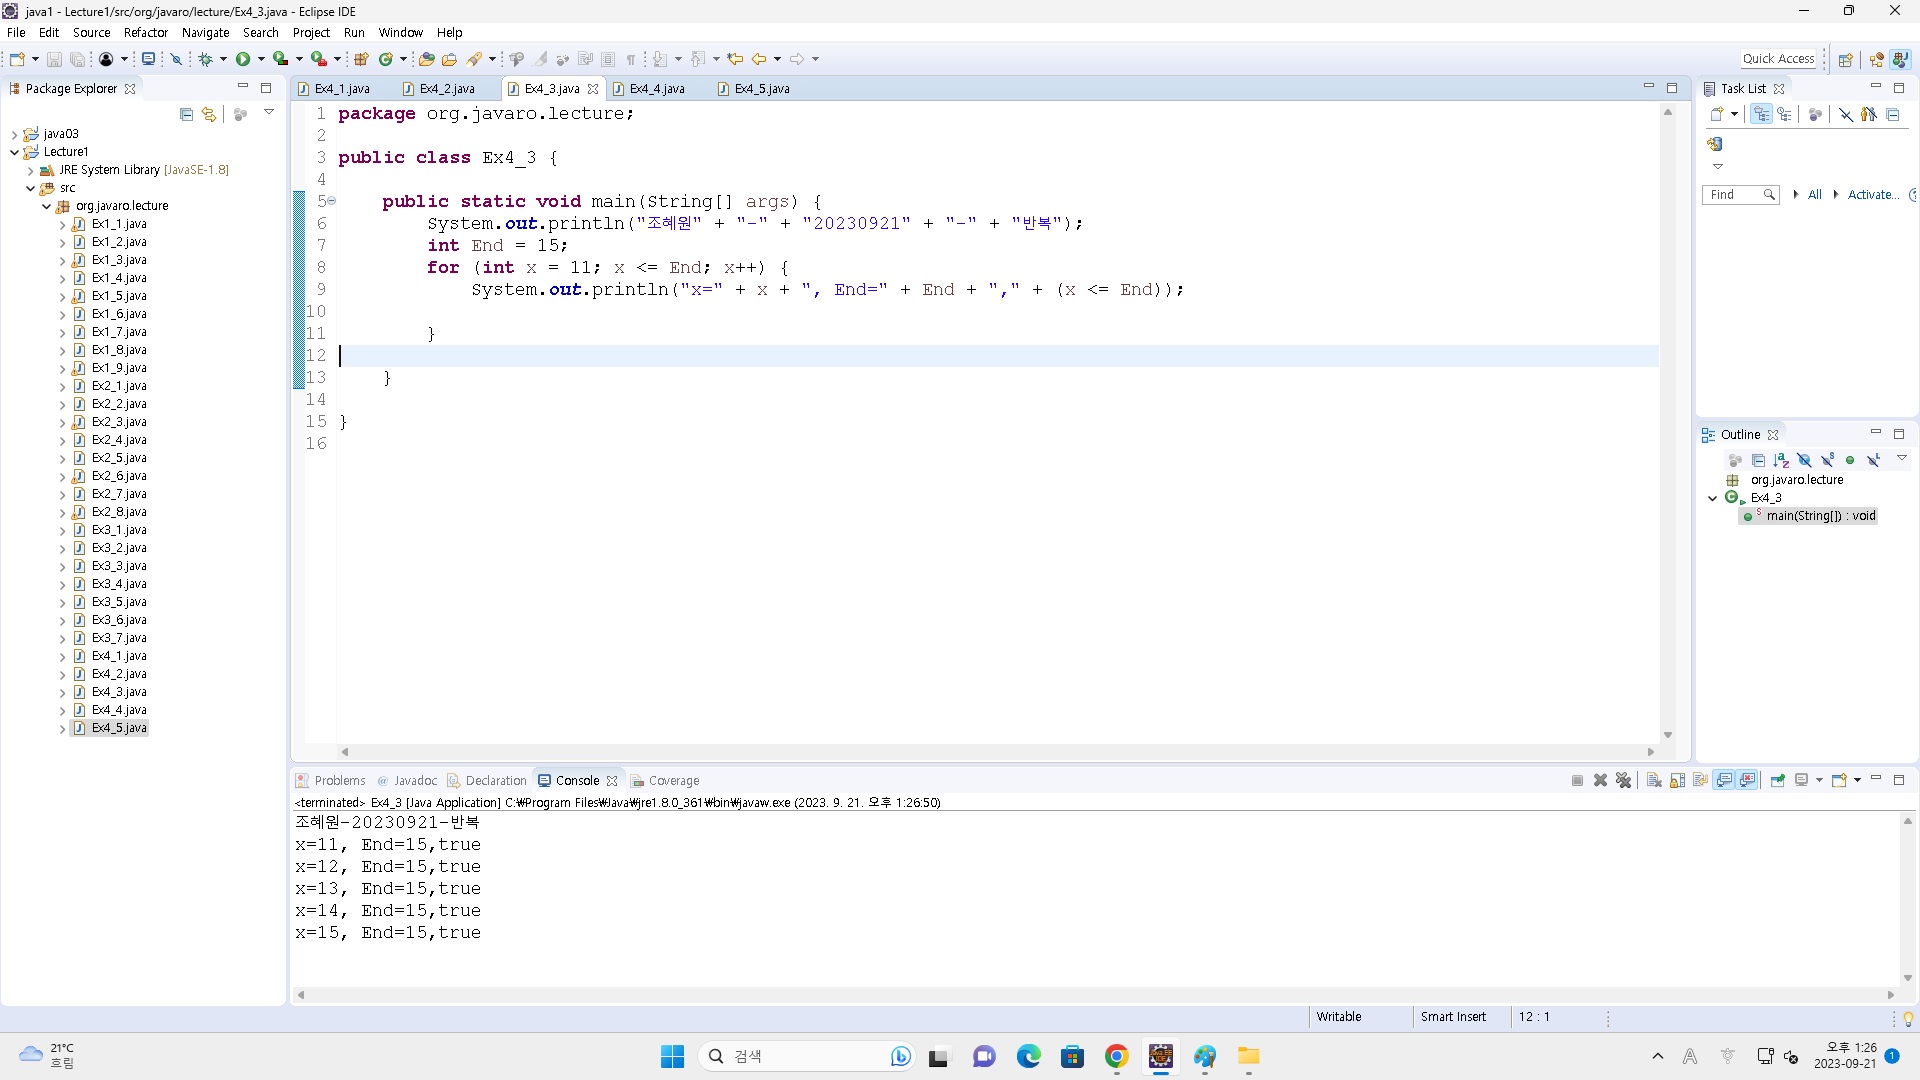 java1 - Lecture1/src/org/javaro/lecture/Ex4_3.java - Eclipse IDE
File Edit Source Refactor Navigate Search Project Run Window Help
Quick Access
Package Explorer
java03
Lecture1
JRE System Library [JavaSE-1.8]
src
org.javaro.lecture
Ex1_1.java
Ex1_2.java
Ex1_3.java
Ex1_4.java
Ex1_5.java
Ex1_6.java
Ex1_7.java
Ex1_8.java
Ex1_9.java
Ex2_1.java
Ex2_2.java
Ex2_3.java
Ex2_4.java
Ex2_5.java
Ex2_6.java
Ex2_7.java
Ex2_8.java
Ex3_1.java
Ex3_2.java
Ex3_3.java
Ex3_4.java
Ex3_5.java
Ex3_6.java
Ex3_7.java
Ex4_1.java
Ex4_2.java
Ex4_3.java
Ex4_4.java
Ex4_5.java
Ex4_1.java Ex4_2.java Ex4_3.java Ex4_4.java Ex4_5.java
1 package org.javaro.lecture;
2
3 public class Ex4_3 {
4
5 public static void main(String[] args) {
6 System.out.println("조혜원" + "-" + "20230921" + "-" + "반복");
7 int End = 15;
8 for (int x = 11; x <= End; x++) {
9 System.out.println("x=" + x + ", End=" + End + "," + (x <= End));
10
11 }
12
13 }
14
15 }
16
Task List
Find All Activate...
Outline
org.javaro.lecture
Ex4_3
main(String[]) : void
Problems Javadoc Declaration Console Coverage
<terminated> Ex4_3 [Java Application] C:₩Program Files₩Java₩jre1.8.0_361₩bin₩javaw.exe (2023. 9. 21. 오후 1:26:50)
조혜원-20230921-반복
x=11, End=15,true
x=12, End=15,true
x=13, End=15,true
x=14, End=15,true
x=15, End=15,true
Writable Smart Insert 12 : 1
21°C
흐림
검색
A
오후 1:26
2023-09-21
1